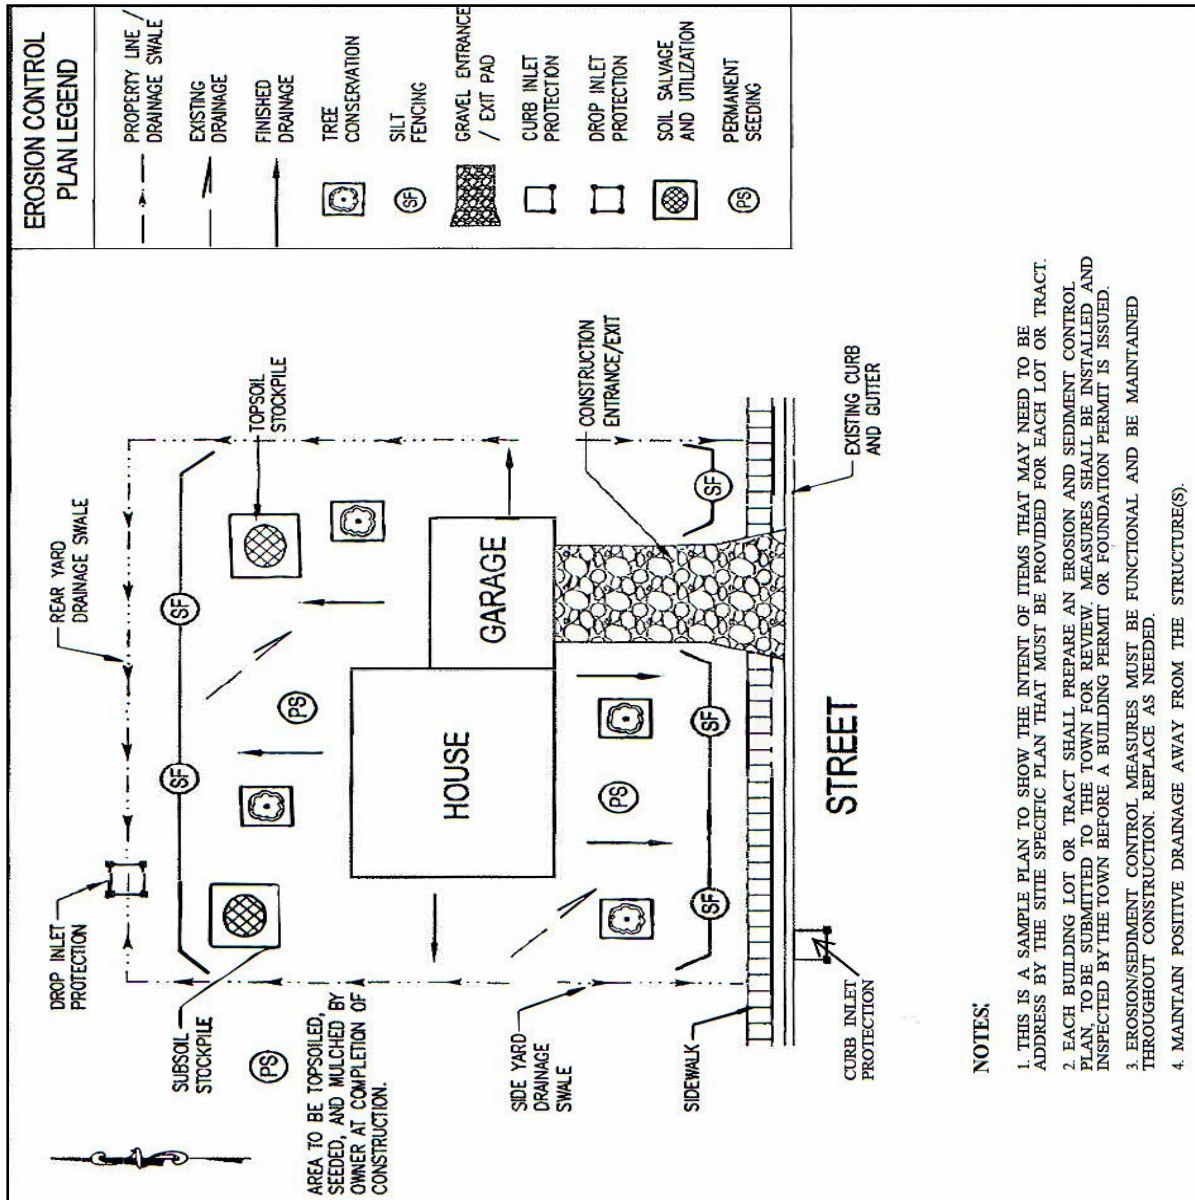 EROSION CONTROL
PLAN LEGEND
PROPERTY LINE /
DRAINAGE SWALE /
EXISTING
DRAINAGE
FINISHED
DRAINAGE
TREE
CONSERVATION
SF
SILT
FENCING
GRAVEL ENTRANCE
/ EXIT PAD
CURB INLET
PROTECTION
DROP INLET
PROTECTION
SOIL SALVAGE
AND UTILIZATION
PS
PERMANENT
SEEDING
DROP INLET
PROTECTION
REAR YARD
DRAINAGE SWALE
TOPSOIL
STOCKPILE
SF
SF
SUBSOIL
STOCKPILE
PS
PS
AREA TO BE TOPSOILED,
SEEDED, AND MULCHED BY
OWNER AT COMPLETION OF
CONSTRUCTION.
HOUSE
GARAGE
CONSTRUCTION
ENTRANCE/EXIT
SIDE YARD
DRAINAGE
SWALE
PS
SF
SF
SF
SIDEWALK
CURB INLET
PROTECTION
STREET
EXISTING CURB
AND GUTTER
NOTES:
1. THIS IS A SAMPLE PLAN TO SHOW THE INTENT OF ITEMS THAT MAY NEED TO BE
ADDRESS BY THE SITIE SPECIFIC PLAN THAT MUST BE PROVIDED FOR EACH LOT OR TRACT.
2. EACH BUILDING LOT OR TRACT SHALL PREPARE AN EROSION AND SEDIMENT CONTROL
PLAN, TO BE SUBMITTED TO THE TOWN FOR REVIEW. MEASURES SHALL BE INSTALLED AND
INSPECTED BY THE TOWN BEFORE A BUILDING PERMIT OR FOUNDATION PERMIT IS ISSUED.
3. EROSION/SEDIMENT CONTROL MEASURES MUST BE FUNCTIONAL AND BE MAINTAINED
THROUGHOUT CONSTRUCTION. REPLACE AS NEEDED.
4. MAINTAIN POSITIVE DRAINAGE AWAY FROM THE STRUCTURE(S).